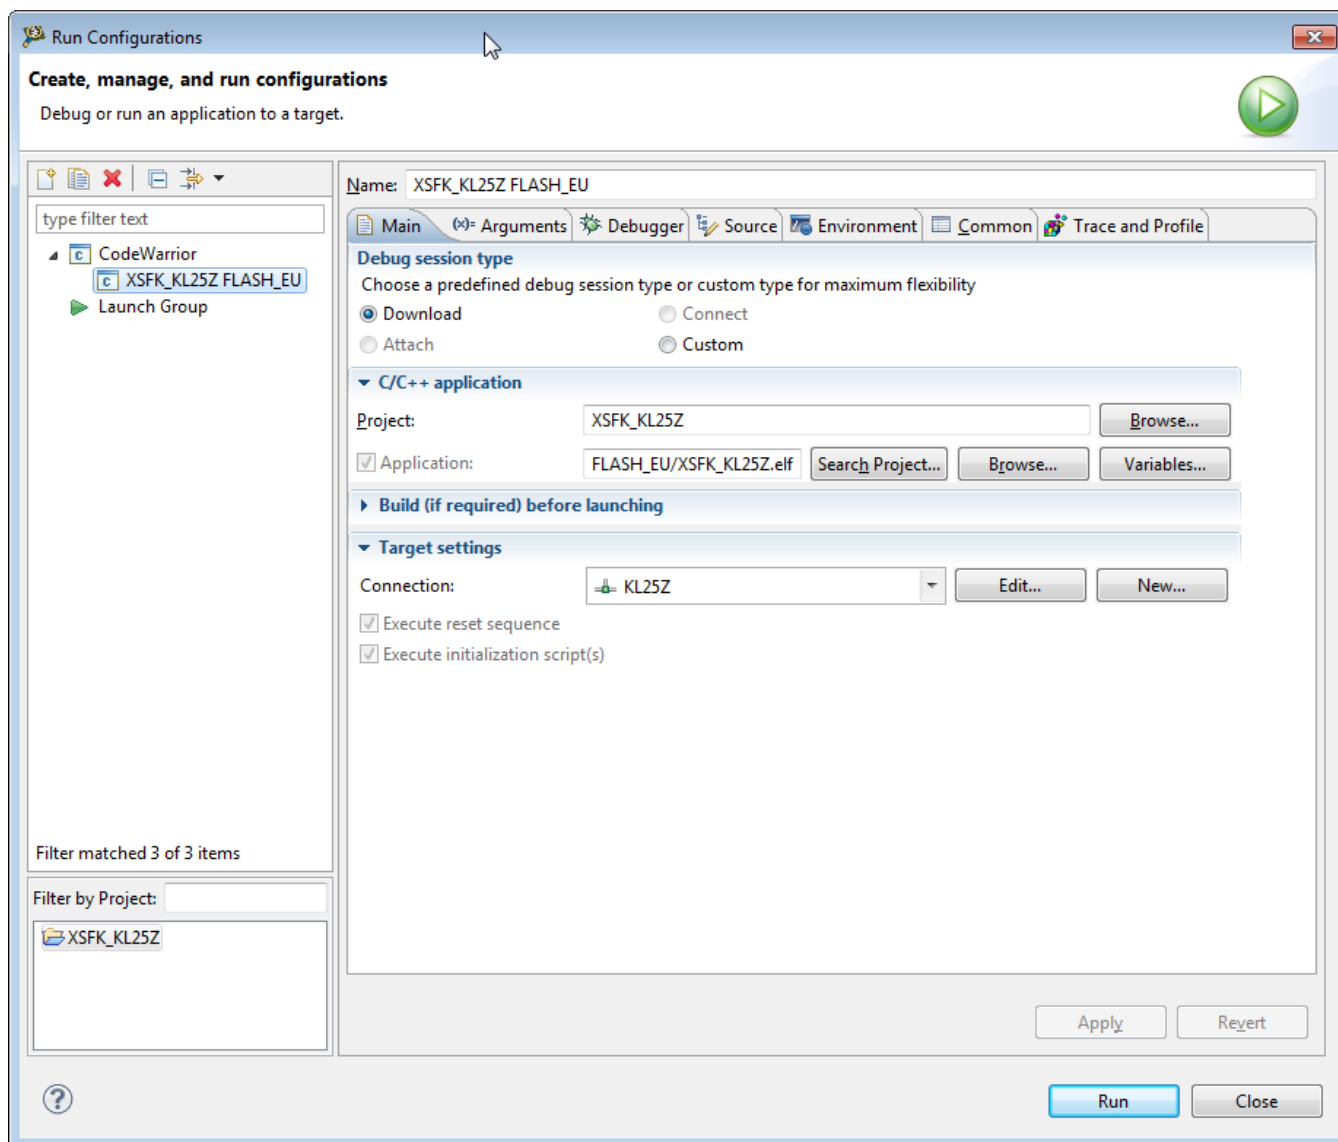 Run Configurations
Create, manage, and run configurations
Debug or run an application to a target.
type filter text
CodeWarrior
XSFK_KL25Z FLASH_EU
Launch Group
Filter matched 3 of 3 items
Filter by Project:
XSFK_KL25Z
Name: XSFK_KL25Z FLASH_EU
Main (x)= Arguments Debugger Source Environment Common Trace and Profile
Debug session type
Choose a predefined debug session type or custom type for maximum flexibility
Download Connect
Attach Custom
C/C++ application
Project: XSFK_KL25Z Browse...
Application: FLASH_EU/XSFK_KL25Z.elf Search Project... Browse... Variables...
Build (if required) before launching
Target settings
Connection: KL25Z Edit... New...
Execute reset sequence
Execute initialization script(s)
Apply Revert
? Run Close